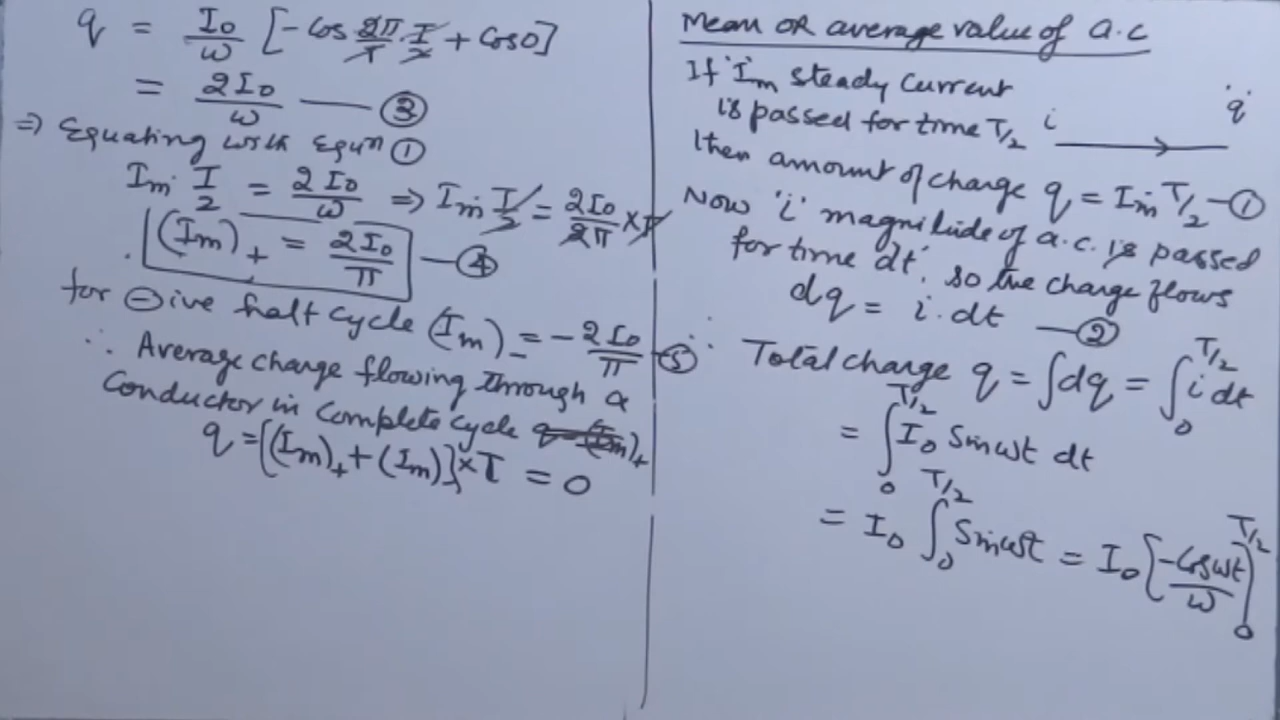 Mean or average value of a.c
If Im steady current
is passed for time T/2
i
'q'
then amount of charge q = Im T/2 — ①
Now 'i' magnitude of a.c. is passed
for time dt'. so the charge flows
dq = i.dt — ②
∴ Total charge q = ∫dq = ∫₀^{T/2} i dt
= ∫₀^{T/2} I₀ Sinωt dt
= I₀ ∫₀^{T/2} Sinωt = I₀ [-Cosωt/ω]₀^{T/2}
q = I₀/ω [-Cos 2π/T · T/2 + Cos0]
= 2I₀/ω — ③
⇒ Equating with Equn ①
Im · T/2 = 2I₀/ω ⇒ Im T/2 = 2I₀/2π × T
(Im)₊ = 2I₀/π — ④
for ⊖ive half cycle (Im)₋ = -2I₀/π — ⑤
∴ Average charge flowing through a
Conductor in complete cycle
q = [(Im)₊ + (Im)₋] × T = 0